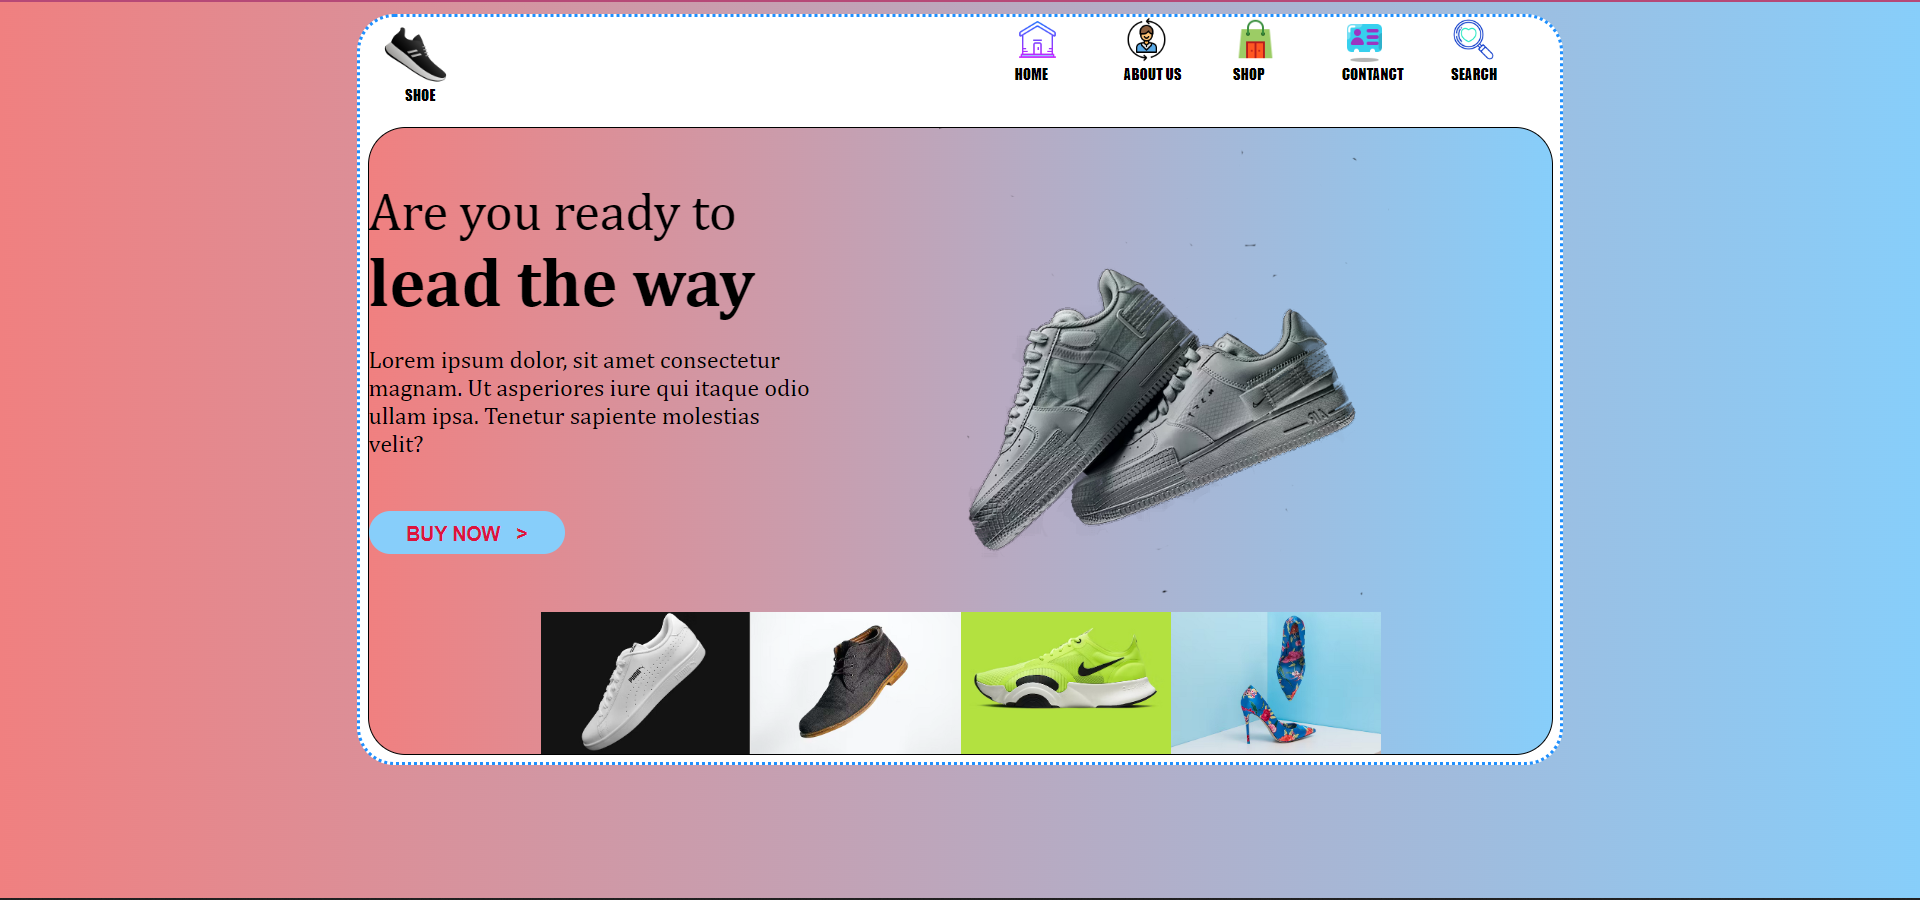 SHOE
HOME
ABOUT US
SHOP
CONTANCT
SEARCH
Are you ready to
lead the way
Lorem ipsum dolor, sit amet consectetur
magnam. Ut asperiores iure qui itaque odio
ullam ipsa. Tenetur sapiente molestias
velit?
BUY NOW >